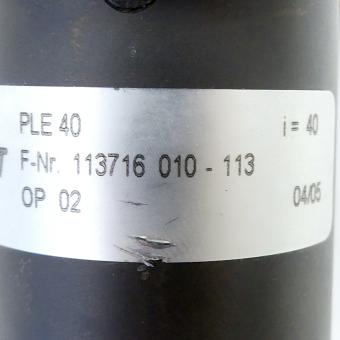 PLE 40 i = 40
F-Nr. 113716 010 - 113
OP 02 04/05